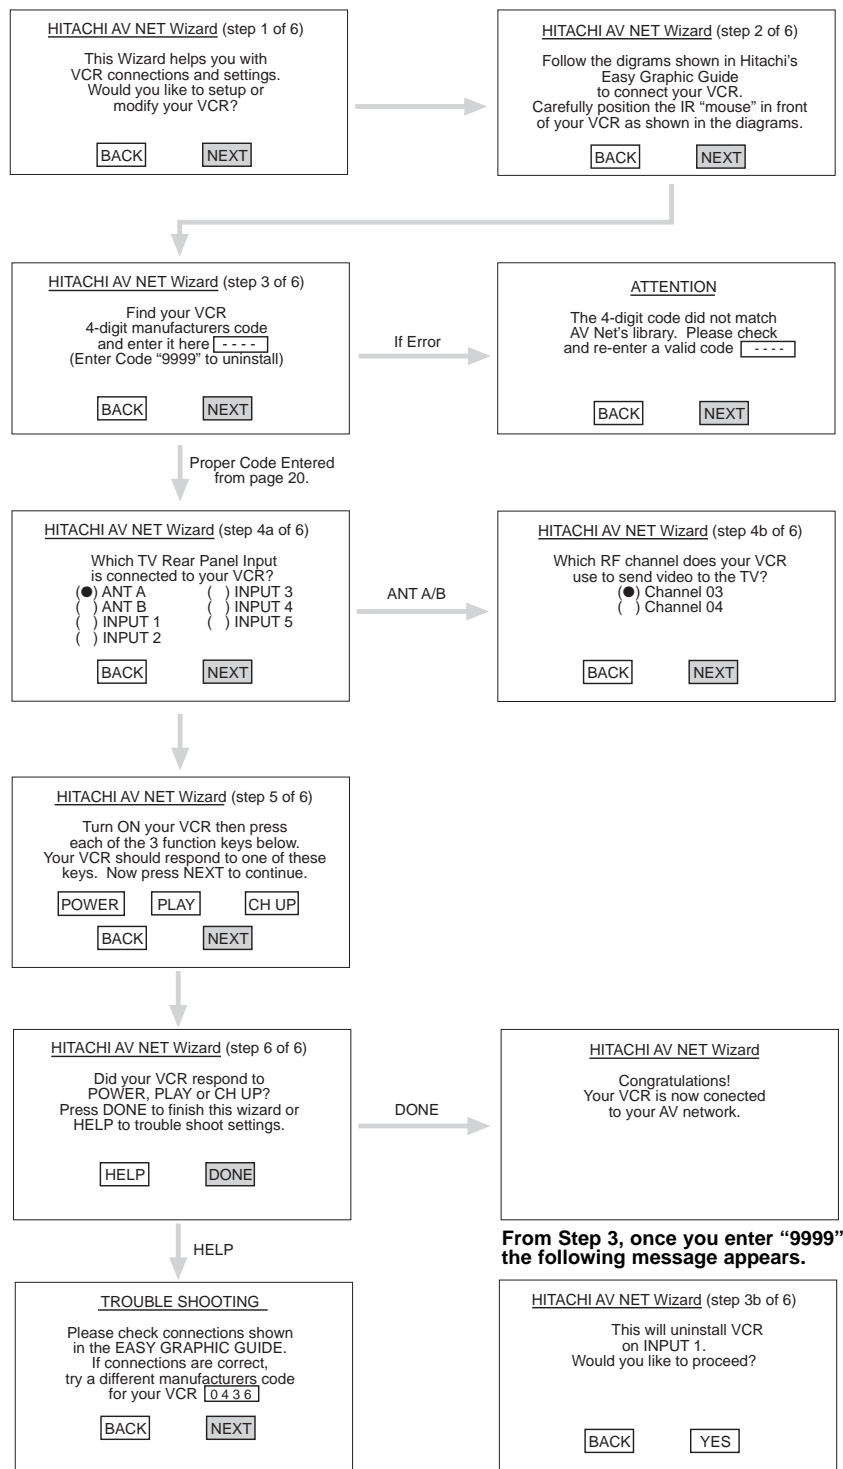 HITACHI AV NET Wizard (step 1 of 6)
This Wizard helps you with
VCR connections and settings.
Would you like to setup or
modify your VCR?
BACK NEXT
HITACHI AV NET Wizard (step 2 of 6)
Follow the digrams shown in Hitachi's
Easy Graphic Guide
to connect your VCR.
Carefully position the IR “mouse” in front
of your VCR as shown in the diagrams.
BACK NEXT
HITACHI AV NET Wizard (step 3 of 6)
Find your VCR
4-digit manufacturers code
and enter it here - - - -
(Enter Code “9999” to uninstall)
BACK NEXT
If Error
ATTENTION
The 4-digit code did not match
AV Net's library. Please check
and re-enter a valid code - - - -
BACK NEXT
Proper Code Entered
from page 20.
HITACHI AV NET Wizard (step 4a of 6)
Which TV Rear Panel Input
is connected to your VCR?
(●) ANT A ( ) INPUT 3
( ) ANT B ( ) INPUT 4
( ) INPUT 1 ( ) INPUT 5
( ) INPUT 2
BACK NEXT
ANT A/B
HITACHI AV NET Wizard (step 4b of 6)
Which RF channel does your VCR
use to send video to the TV?
(●) Channel 03
( ) Channel 04
BACK NEXT
HITACHI AV NET Wizard (step 5 of 6)
Turn ON your VCR then press
each of the 3 function keys below.
Your VCR should respond to one of these
keys. Now press NEXT to continue.
POWER PLAY CH UP
BACK NEXT
HITACHI AV NET Wizard (step 6 of 6)
Did your VCR respond to
POWER, PLAY or CH UP?
Press DONE to finish this wizard or
HELP to trouble shoot settings.
HELP DONE
DONE
HITACHI AV NET Wizard
Congratulations!
Your VCR is now conected
to your AV network.
HELP
TROUBLE SHOOTING
Please check connections shown
in the EASY GRAPHIC GUIDE.
If connections are correct,
try a different manufacturers code
for your VCR 0 4 3 6
BACK NEXT
From Step 3, once you enter “9999”
the following message appears.
HITACHI AV NET Wizard (step 3b of 6)
This will uninstall VCR
on INPUT 1.
Would you like to proceed?
BACK YES